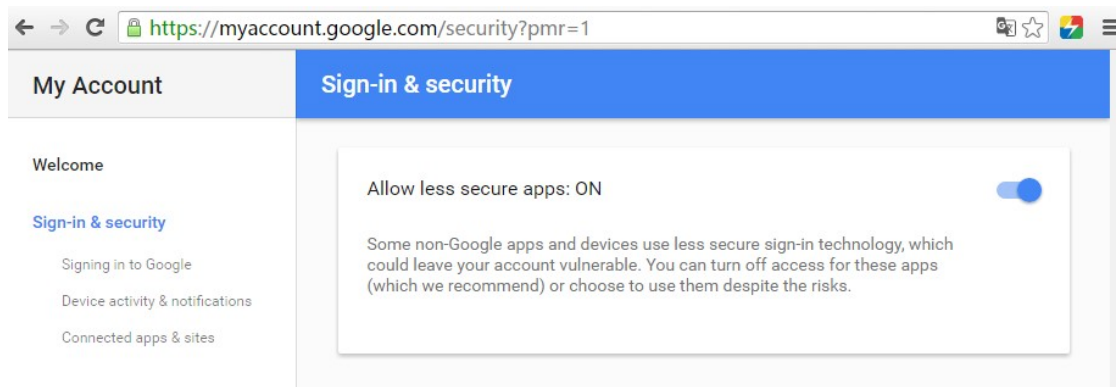 https://myaccount.google.com/security?pmr=1
My Account
Sign-in & security
Welcome
Sign-in & security
Signing in to Google
Device activity & notifications
Connected apps & sites
Allow less secure apps: ON
Some non-Google apps and devices use less secure sign-in technology, which
could leave your account vulnerable. You can turn off access for these apps
(which we recommend) or choose to use them despite the risks.